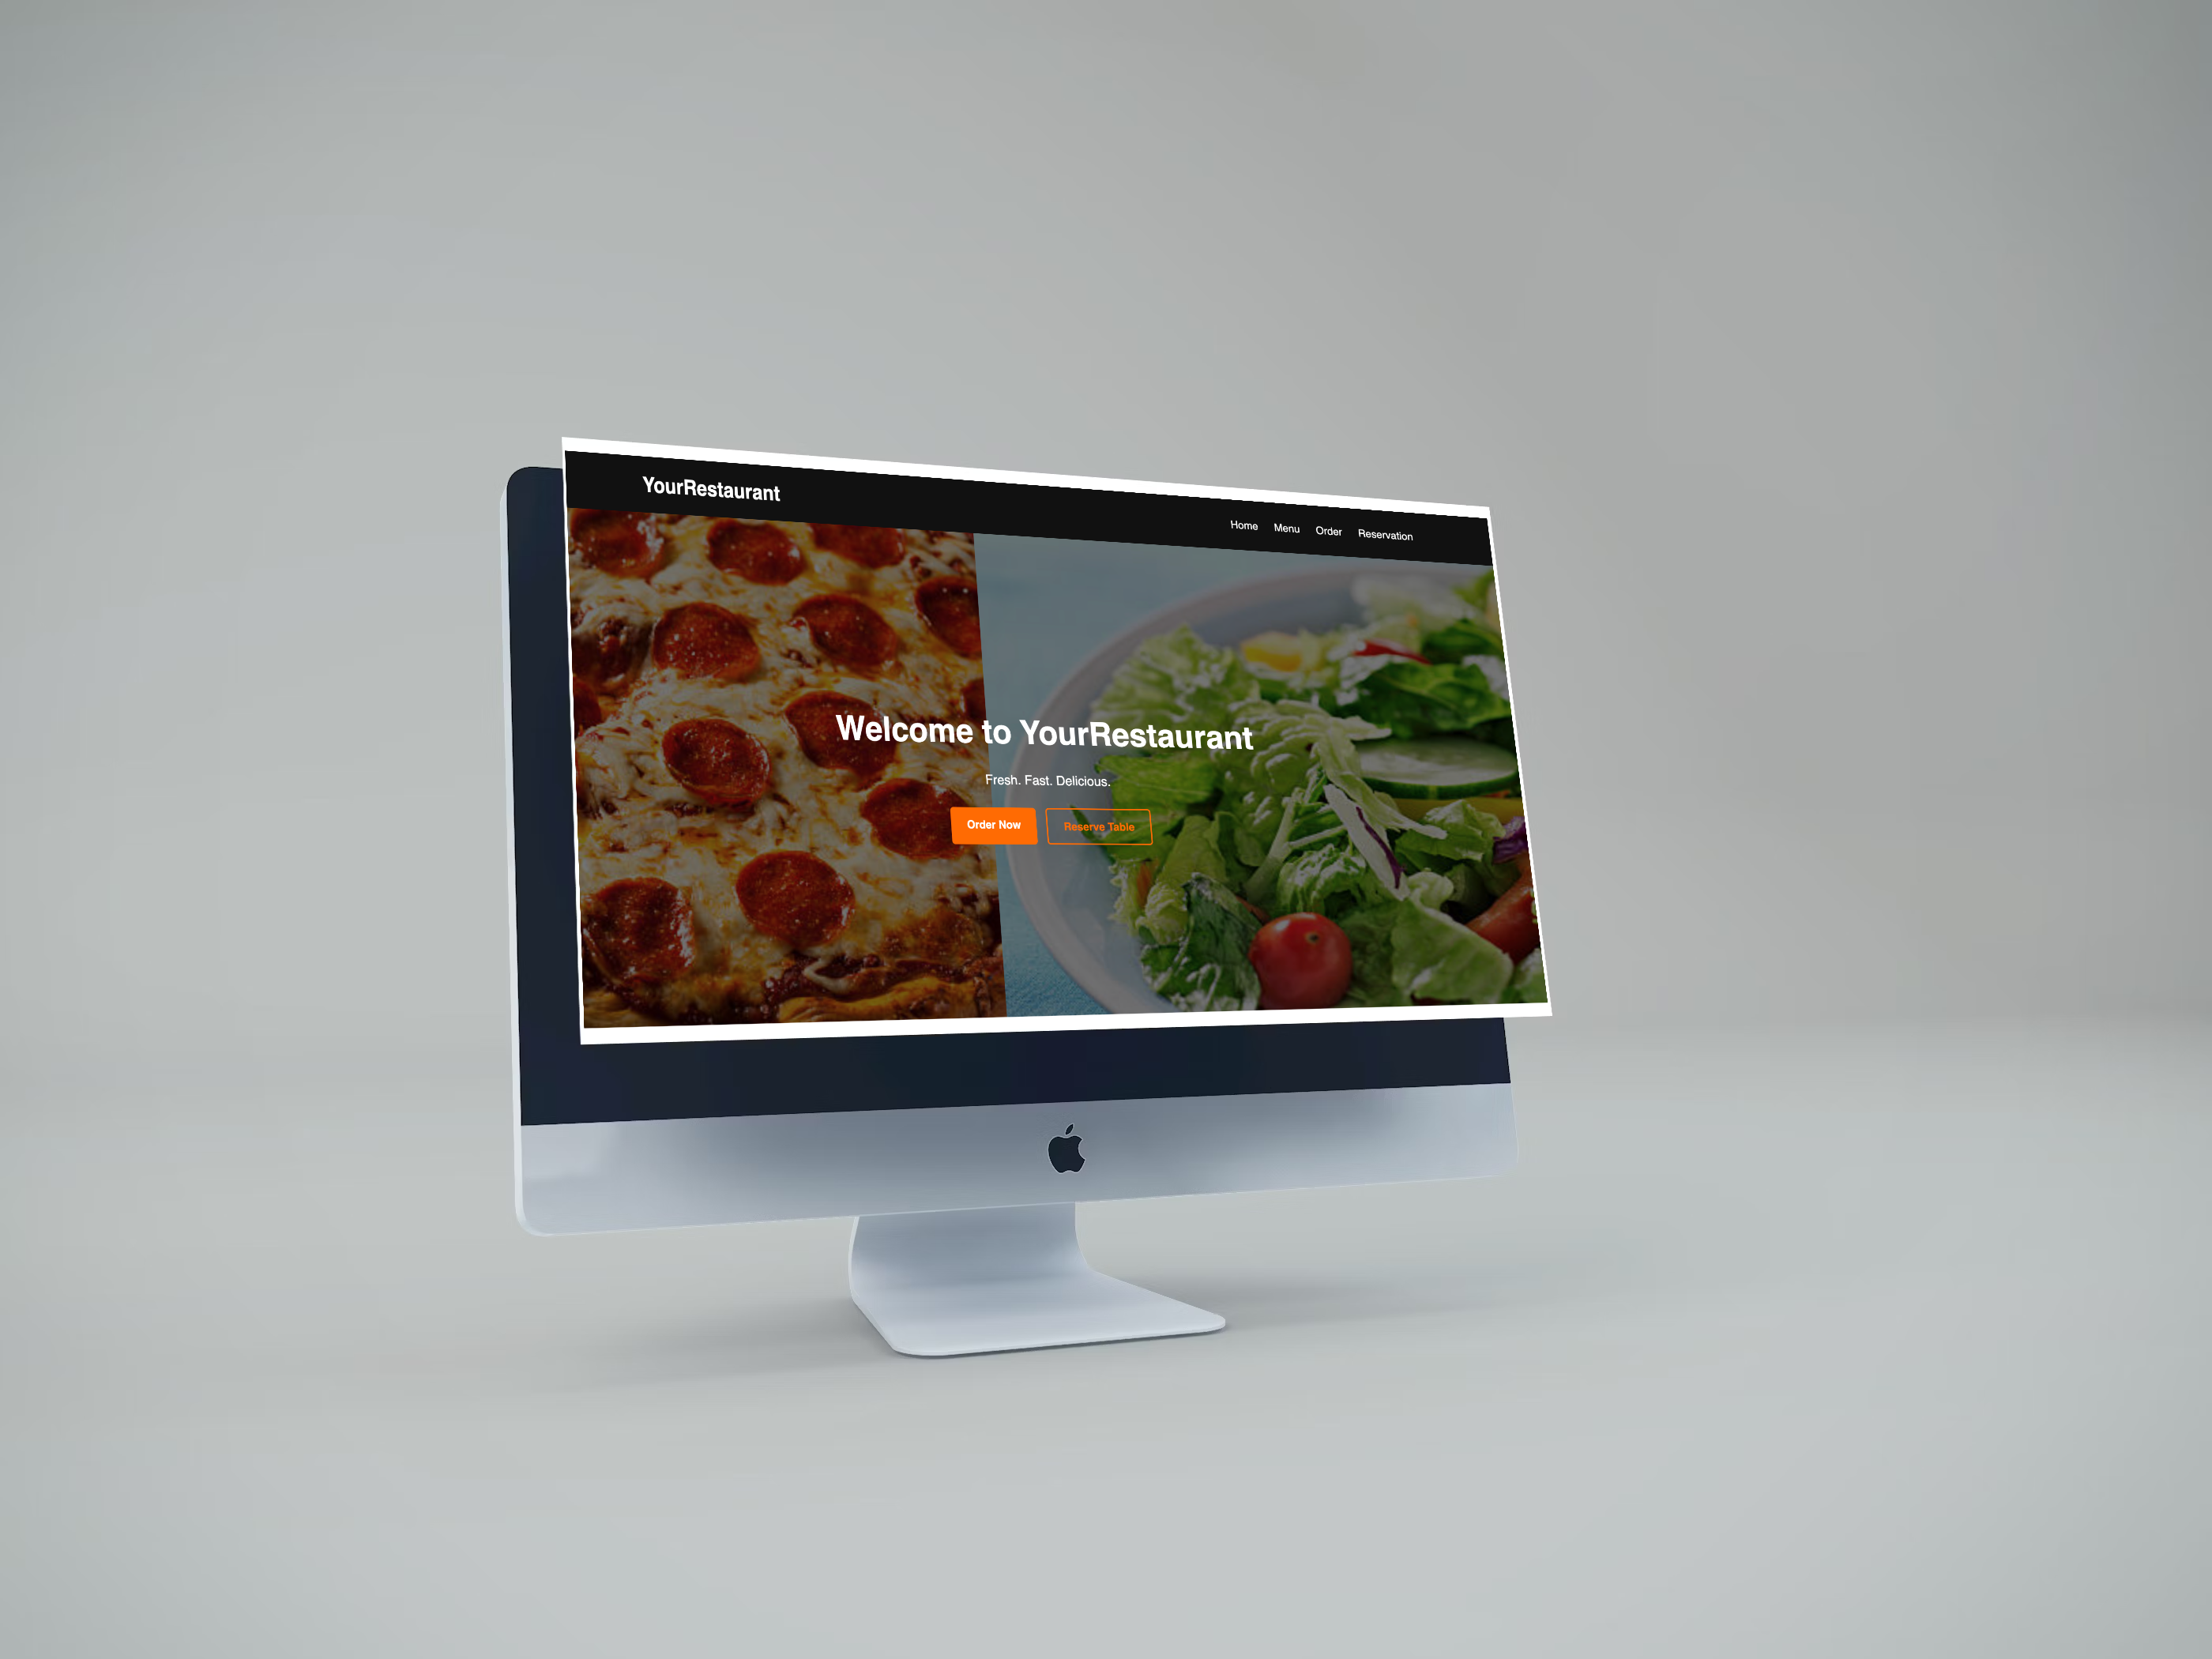 YourRestaurant
Home Menu Order Reservation
Welcome to YourRestaurant
Fresh. Fast. Delicious.
Order Now Reserve Table